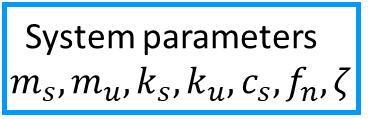 System parameters
mₛ, mᵤ, kₛ, kᵤ, cₛ, fₙ, ζ